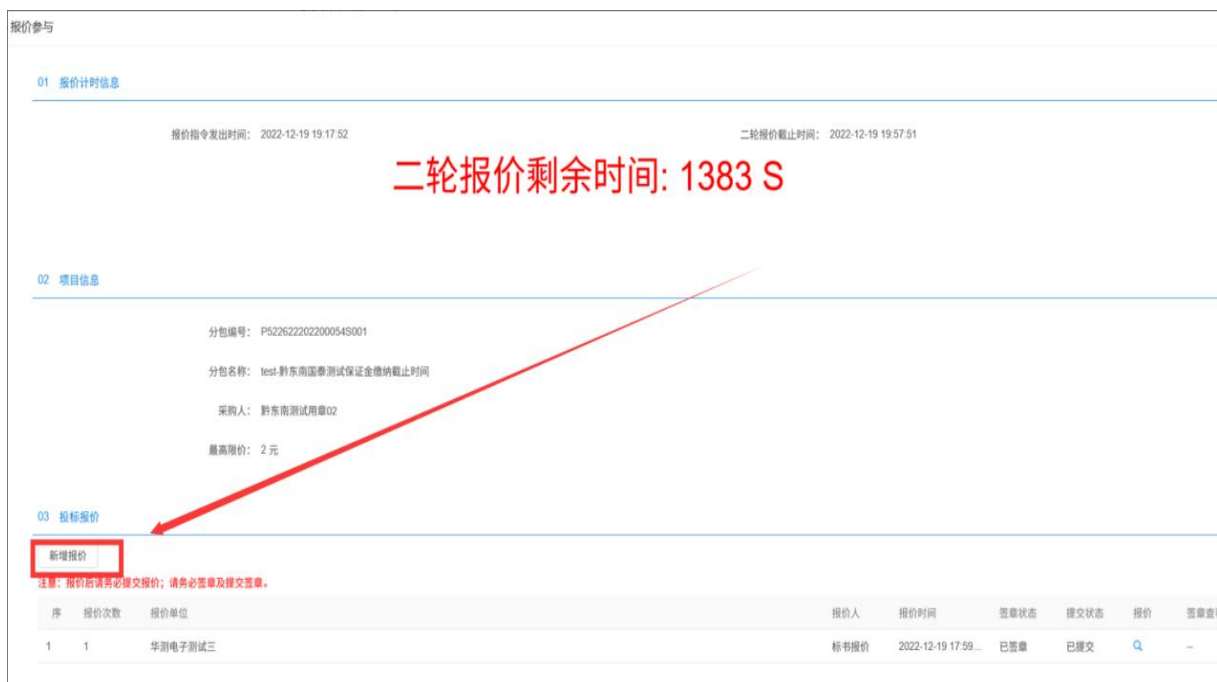 报价参与
01 报价计时信息
报价指令发出时间： 2022-12-19 19:17:52 二轮报价截止时间： 2022-12-19 19:57:51
二轮报价剩余时间: 1383 S
02 项目信息
分包编号： P522622202200054S001
分包名称： test-黔东南国泰测试保证金缴纳截止时间
采购人： 黔东南测试用章02
最高限价： 2 元
03 投标报价
新增报价
注意：报价后请务必提交报价；请务必签章及提交签章。
序 报价次数 报价单位 报价人 报价时间 签章状态 提交状态 报价 签章查
1 1 华测电子测试三 标书报价 2022-12-19 17:59... 已签章 已提交 --